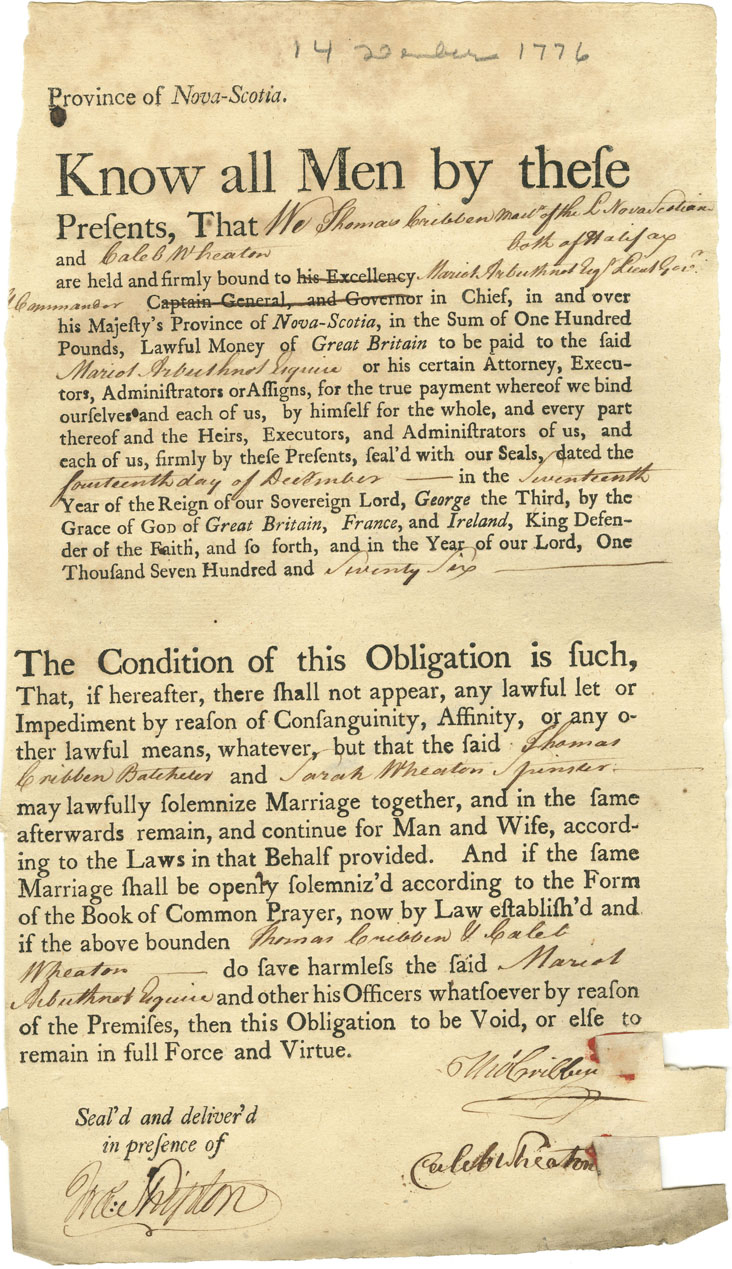 14 December 1776
Province of Nova-Scotia.
Know all Men by theſe
Preſents, That We Thomas Cribben of the Nova Scotian
both of Halifax
and Caleb Wheaton
are held and firmly bound to his Excellency Mariot Arbuthnot Esqr Lieut Govr.
Commander Captain General, and Governor in Chief, in and over
his Majeſty's Province of Nova-Scotia, in the Sum of One Hundred
Pounds, Lawful Money of Great Britain to be paid to the ſaid
Mariot Arbuthnot Esquire or his certain Attorney, Execu-
tors, Adminiſtrators or Aſſigns, for the true payment whereof we bind
ourſelves and each of us, by himſelf for the whole, and every part
thereof and the Heirs, Executors, and Adminiſtrators of us, and
each of us, firmly by theſe Preſents, ſeal'd with our Seals, dated the
fourteenth day of December — in the Seventeenth
Year of the Reign of our Sovereign Lord, George the Third, by the
Grace of God of Great Britain, France, and Ireland, King Defen-
der of the Faith, and ſo forth, and in the Year of our Lord, One
Thouſand Seven Hundred and Seventy Six —
The Condition of this Obligation is ſuch,
That, if hereafter, there ſhall not appear, any lawful let or
Impediment by reaſon of Conſanguinity, Affinity, or any o-
ther lawful means, whatever, but that the ſaid Thomas
Cribben Batcheler and Sarah Wheaton Spinster —
may lawfully ſolemnize Marriage together, and in the ſame
afterwards remain, and continue for Man and Wife, accord-
ing to the Laws in that Behalf provided. And if the ſame
Marriage ſhall be openly ſolemniz'd according to the Form
of the Book of Common Prayer, now by Law eſtabliſh'd and
if the above bounden Thomas Cribben & Caleb
Wheaton — do ſave harmleſs the ſaid Mariot
Arbuthnot Esquire and other his Officers whatſoever by reaſon
of the Premiſes, then this Obligation to be Void, or elſe to
remain in full Force and Virtue.
Thos Cribben
Seal'd and deliver'd
in preſence of
Caleb Wheaton